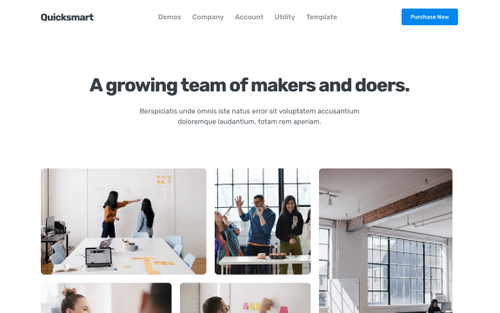 Quicksmart
Demos Company Account Utility Template
Purchase Now
A growing team of makers and doers.
Berspiciatis unde omnis iste natus error sit voluptatem accusantium
doloremque laudantium, totam rem aperiam.